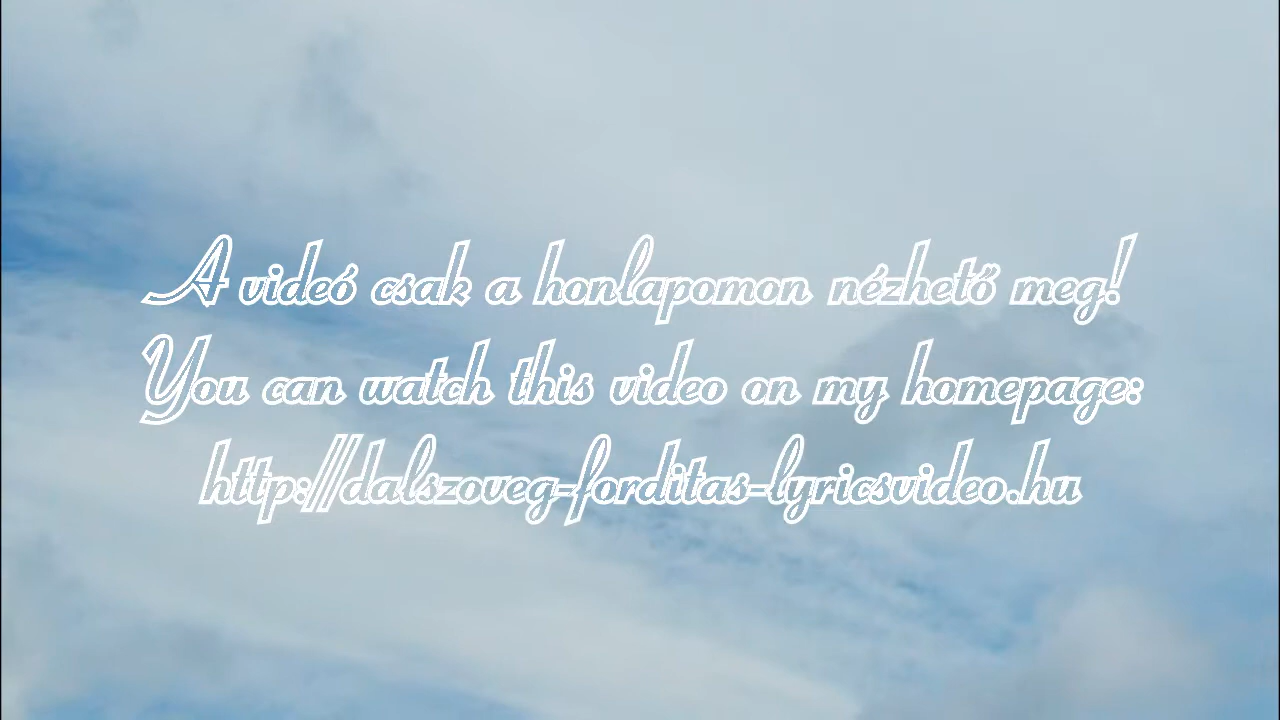 A videó csak a honlapomon nézhető meg!
You can watch this video on my homepage:
http://dalszoveg-forditas-lyricsvideo.hu